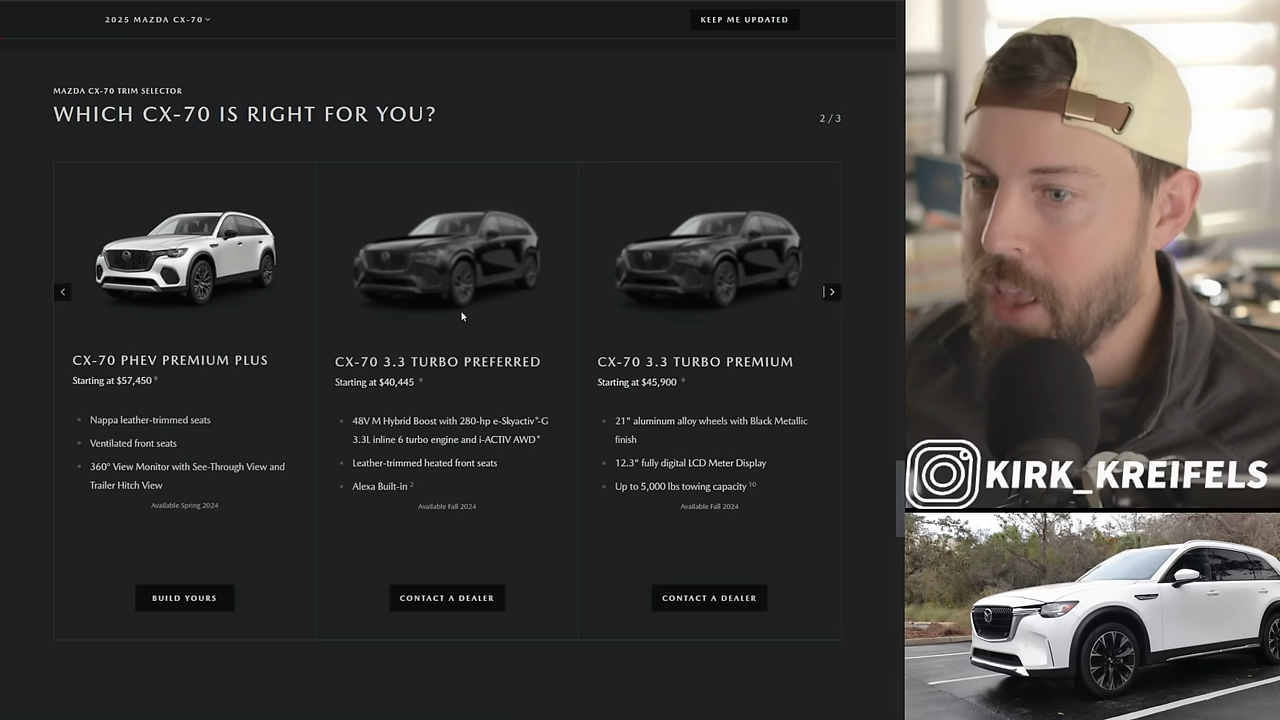 2025 MAZDA CX-70
KEEP ME UPDATED
MAZDA CX-70 TRIM SELECTOR
WHICH CX-70 IS RIGHT FOR YOU?
2 / 3
CX-70 PHEV PREMIUM PLUS
Starting at $57,450 9
Nappa leather-trimmed seats
Ventilated front seats
360° View Monitor with See-Through View and
Trailer Hitch View
Available Spring 2024
BUILD YOURS
CX-70 3.3 TURBO PREFERRED
Starting at $40,445 9
48V M Hybrid Boost with 280-hp e-Skyactiv®-G
3.3L inline 6 turbo engine and i-ACTIV AWD®
Leather-trimmed heated front seats
Alexa Built-in 2
Available Fall 2024
CONTACT A DEALER
CX-70 3.3 TURBO PREMIUM
Starting at $45,900 9
21" aluminum alloy wheels with Black Metallic
finish
12.3" fully digital LCD Meter Display
Up to 5,000 lbs towing capacity 10
Available Fall 2024
CONTACT A DEALER
KIRK_KREIFELS